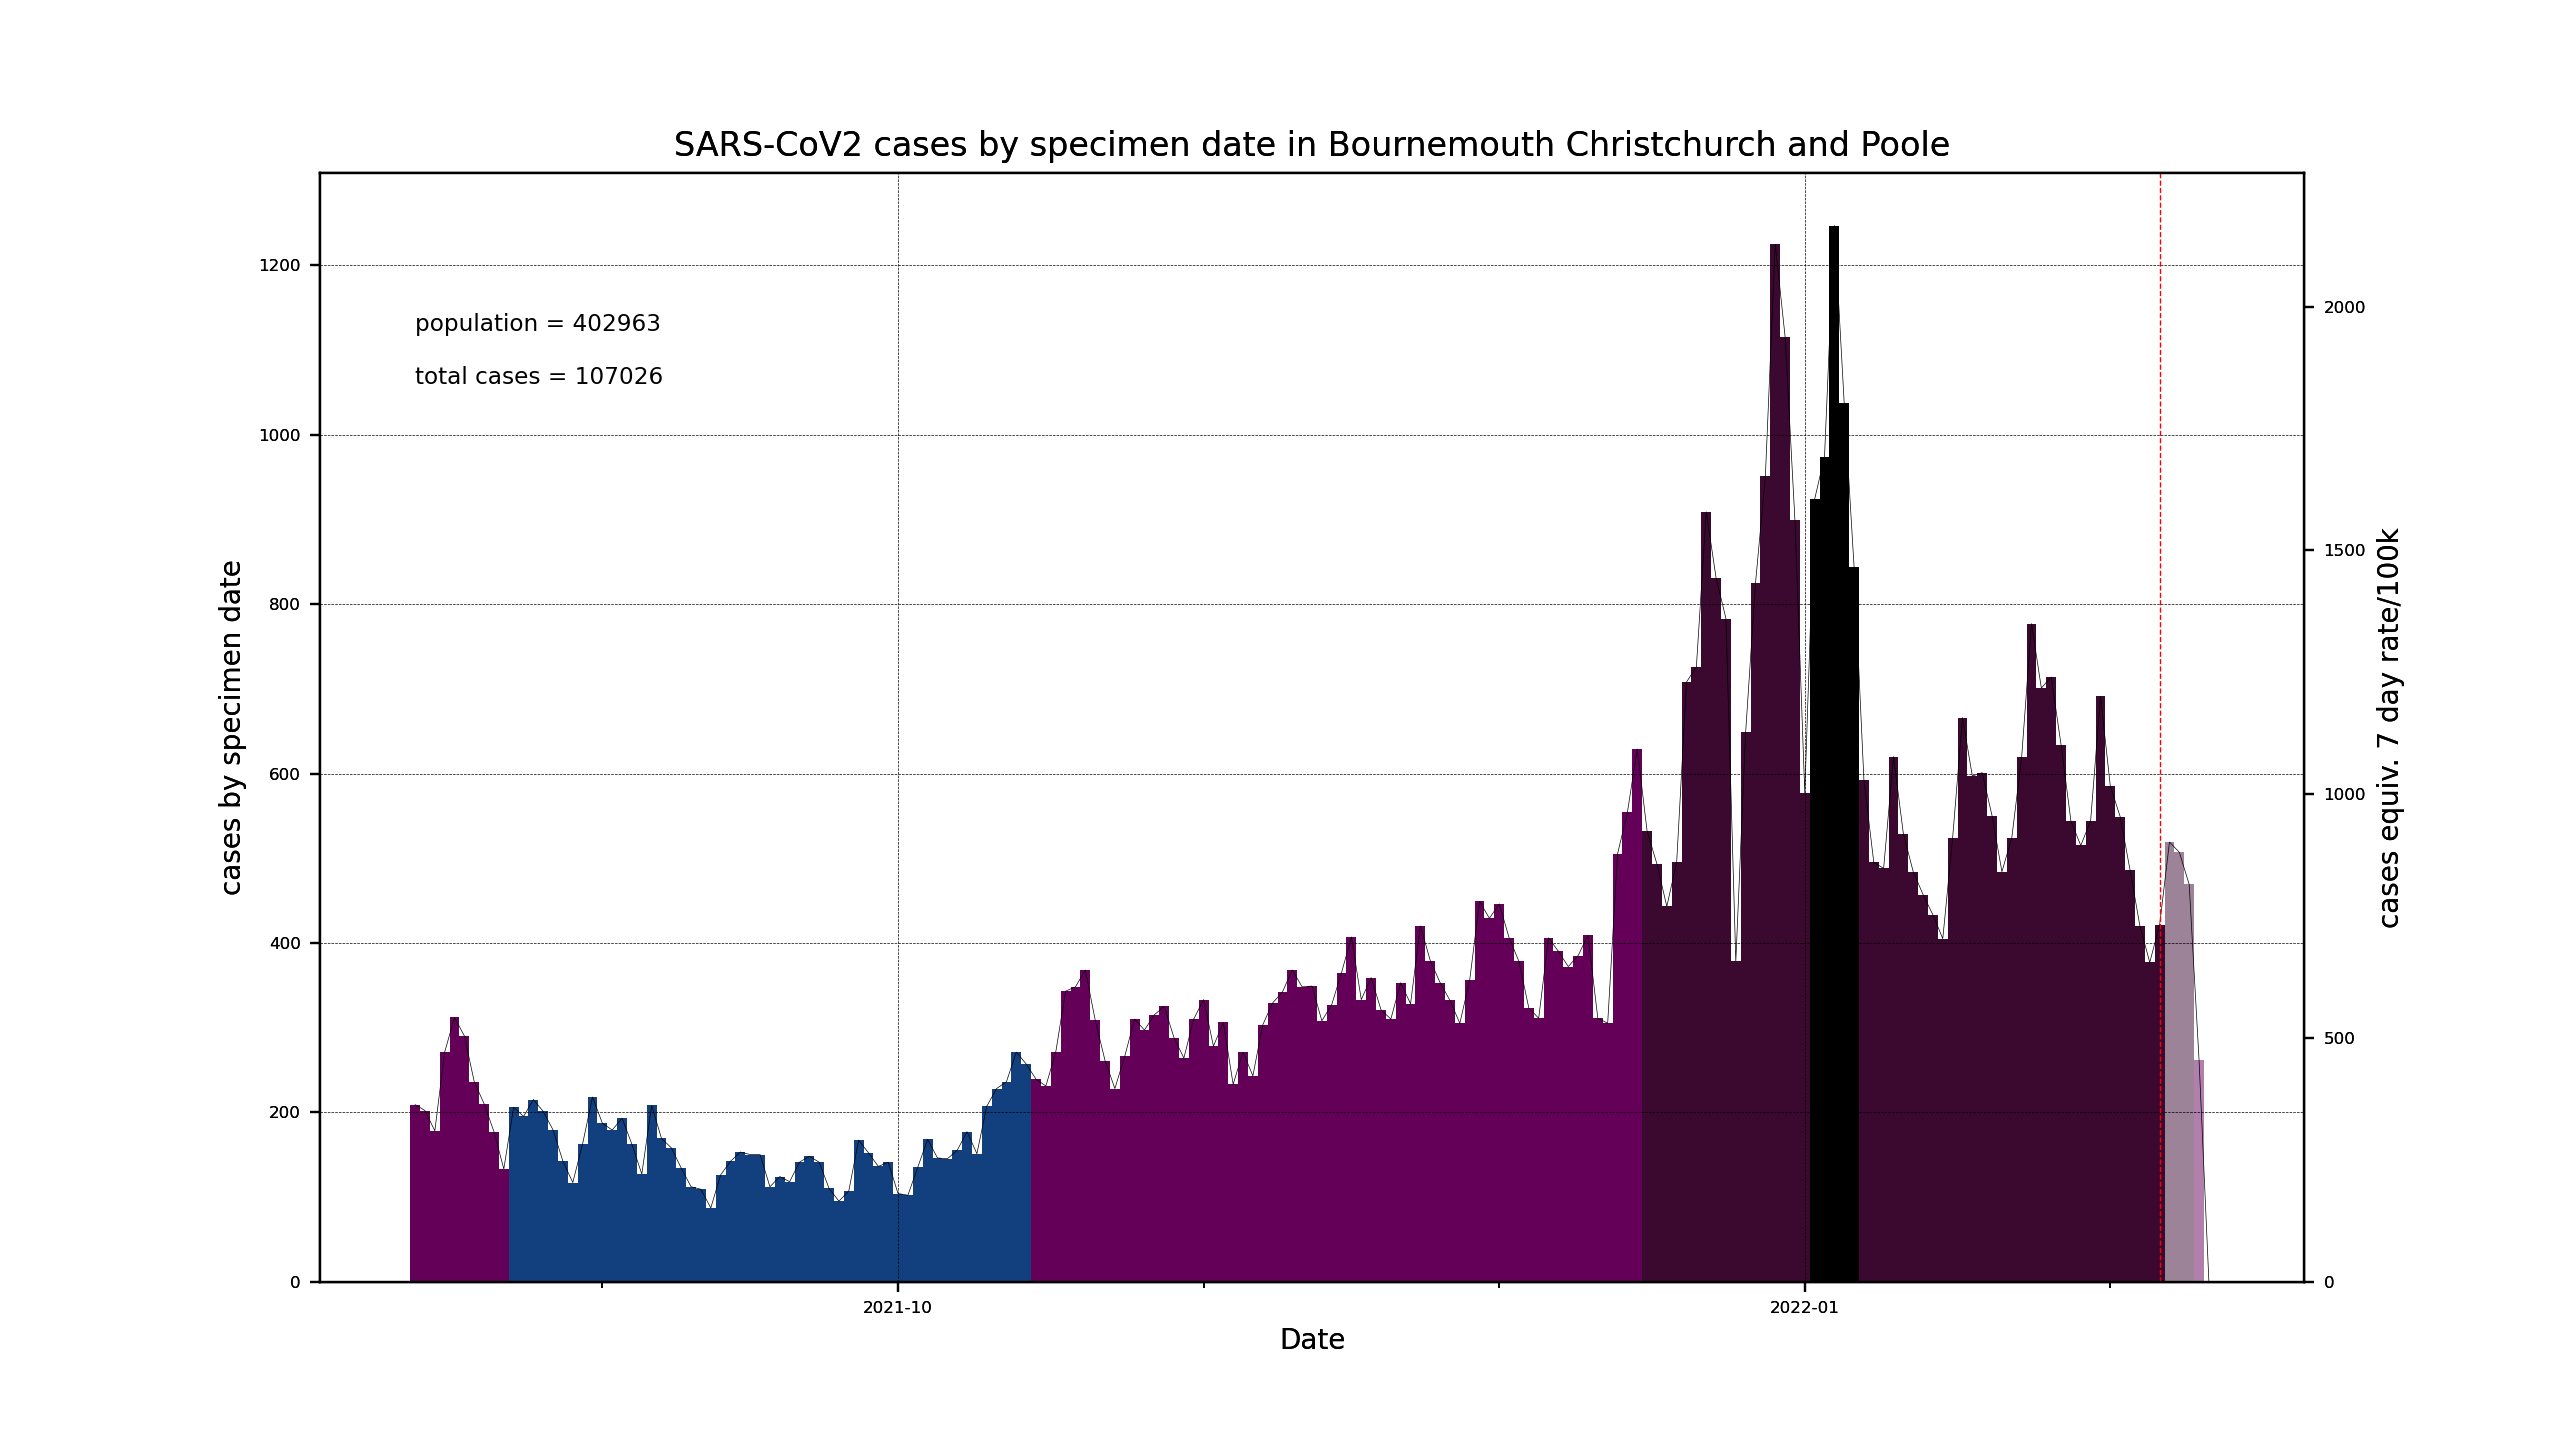 SARS-CoV2 cases by specimen date in Bournemouth Christchurch and Poole
population = 402963
total cases = 107026
cases by specimen date
1200
1000
800
600
400
200
0
2000
1500
1000
500
0
cases equiv. 7 day rate/100k
2021-10
2022-01
Date